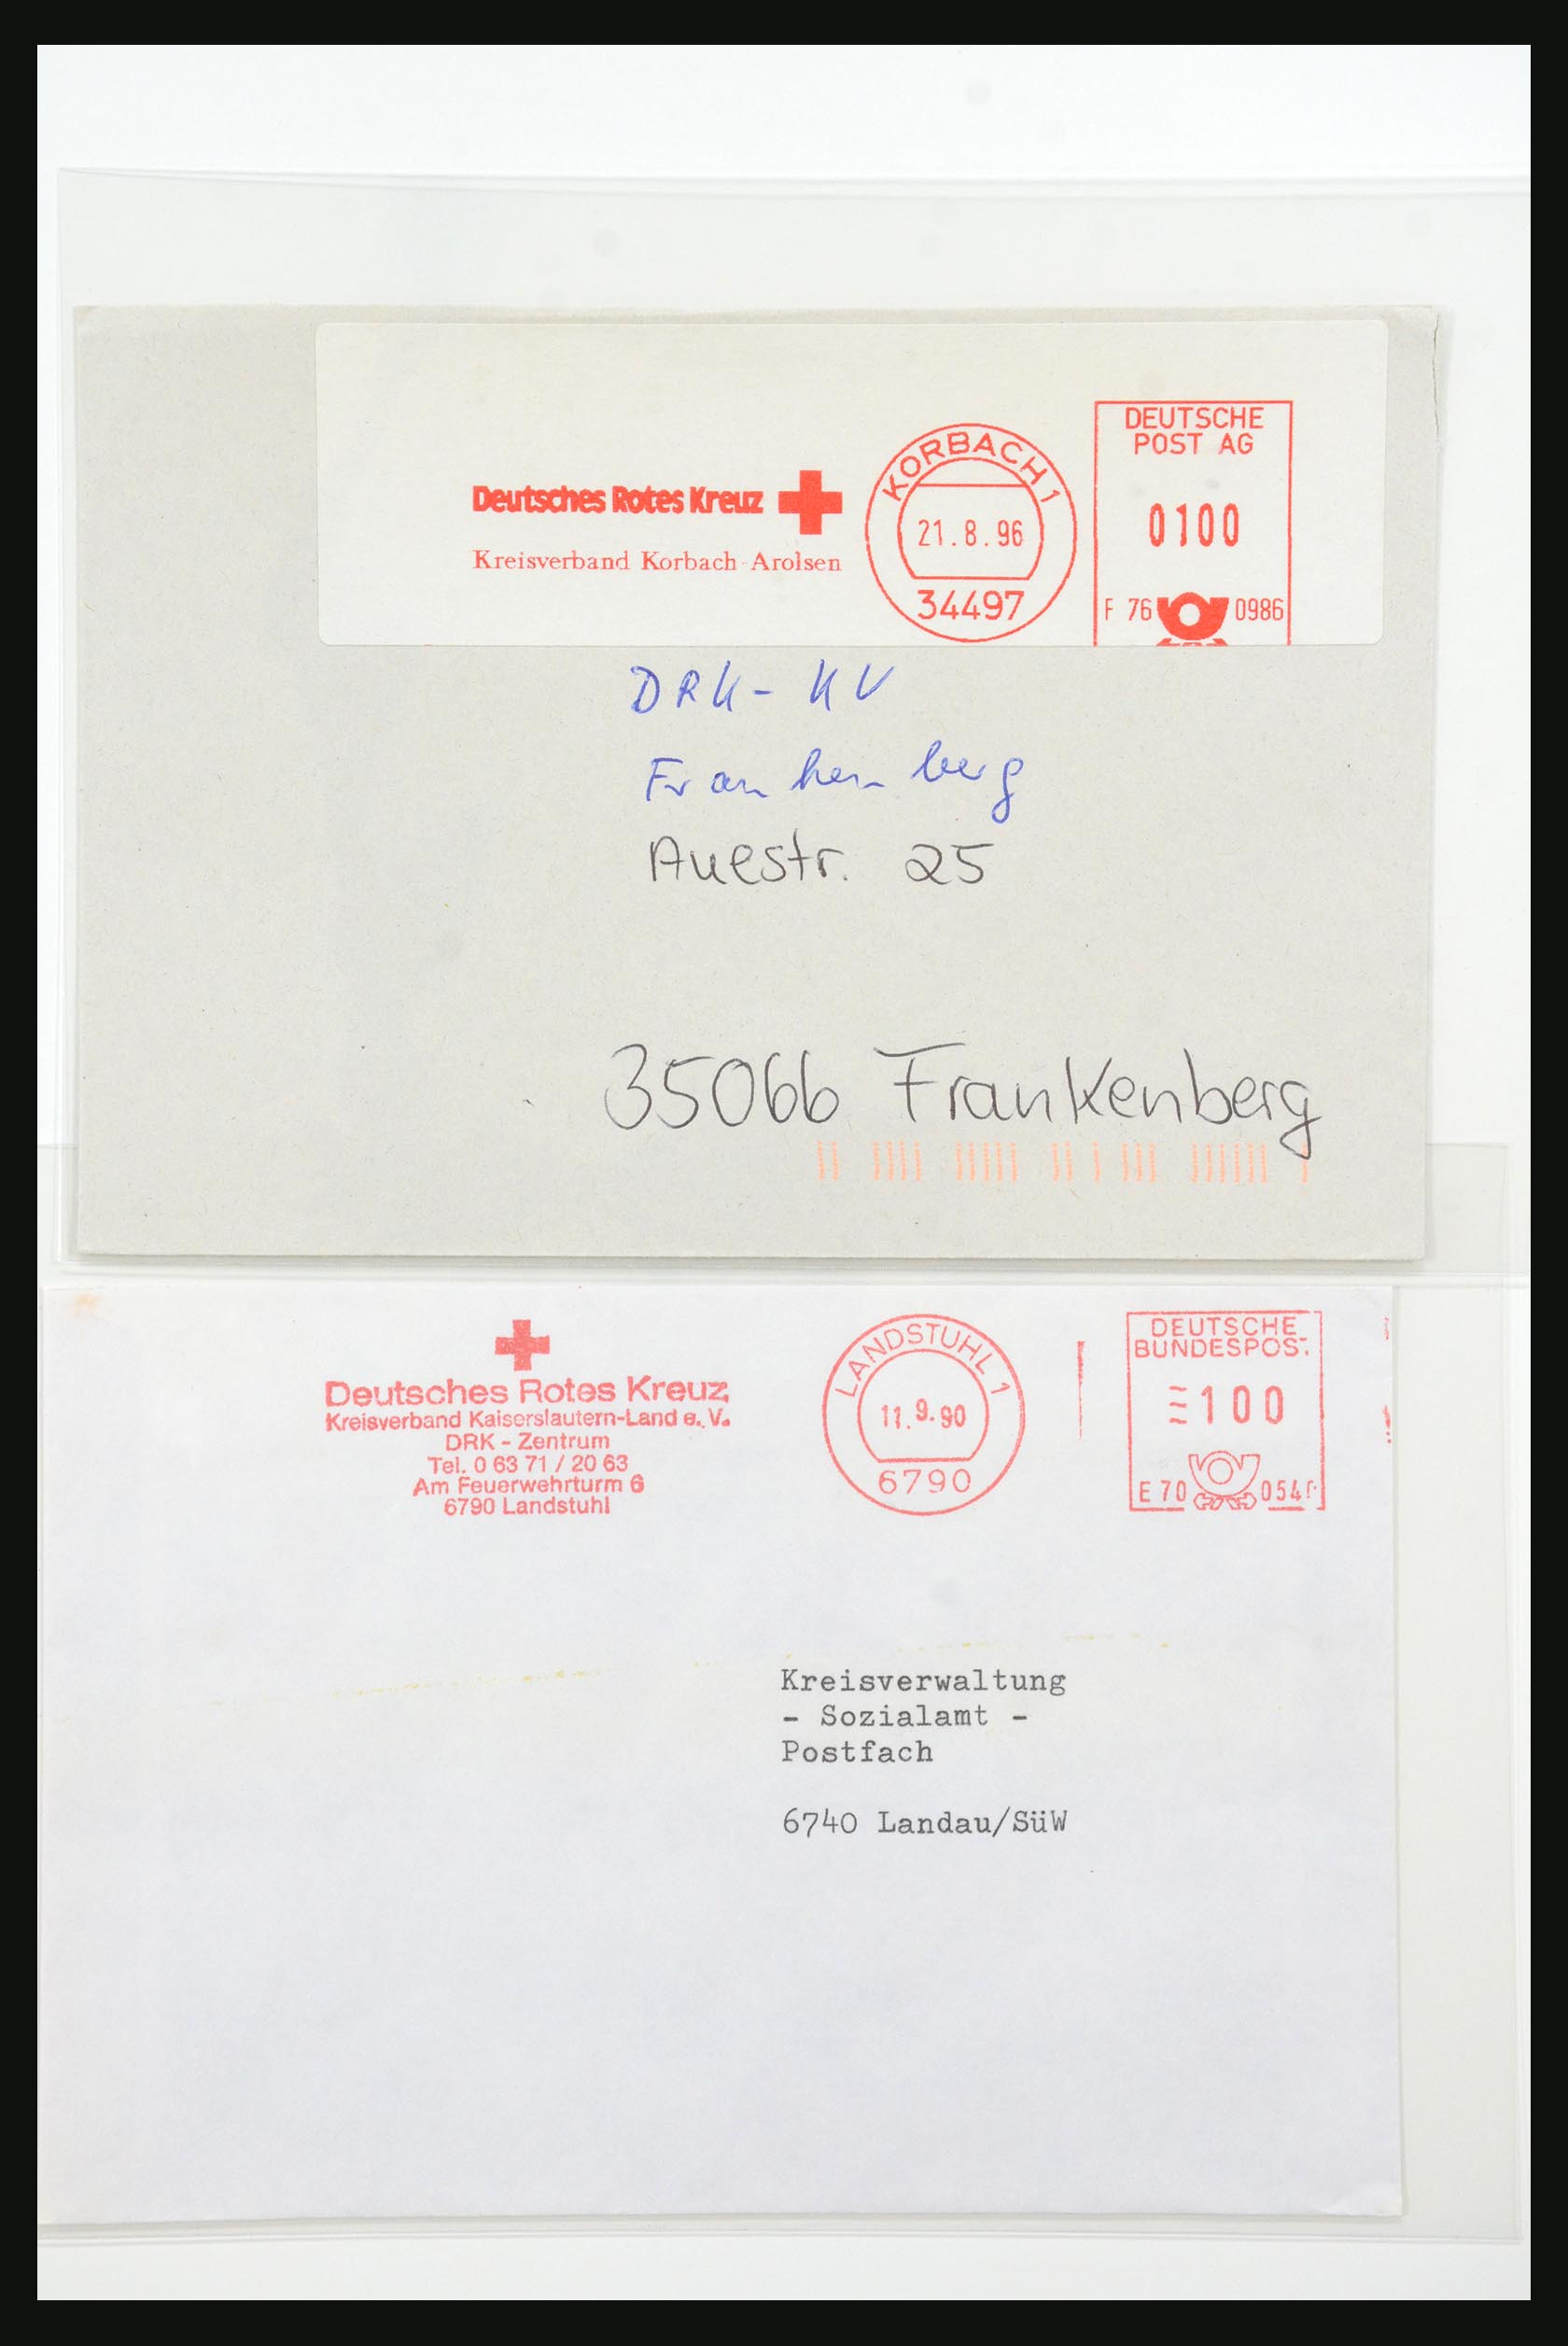 Deutsches Rotes Kreuz
Kreisverband Korbach-Arolsen
KORBACH 1
21.8.96
34497
DEUTSCHE
POST AG
0100
F 76 0986
DRK-KV
Frankenberg
Auestr. 25
35066 Frankenberg
Deutsches Rotes Kreuz
Kreisverband Kaiserslautern-Land e.V.
DRK - Zentrum
Tel. 0 63 71 / 20 63
Am Feuerwehrturm 6
6790 Landstuhl
LANDSTUHL 1
11.9.90
6790
DEUTSCHE
BUNDESPOST
100
E 70
Kreisverwaltung
- Sozialamt -
Postfach
6740 Landau/SüW